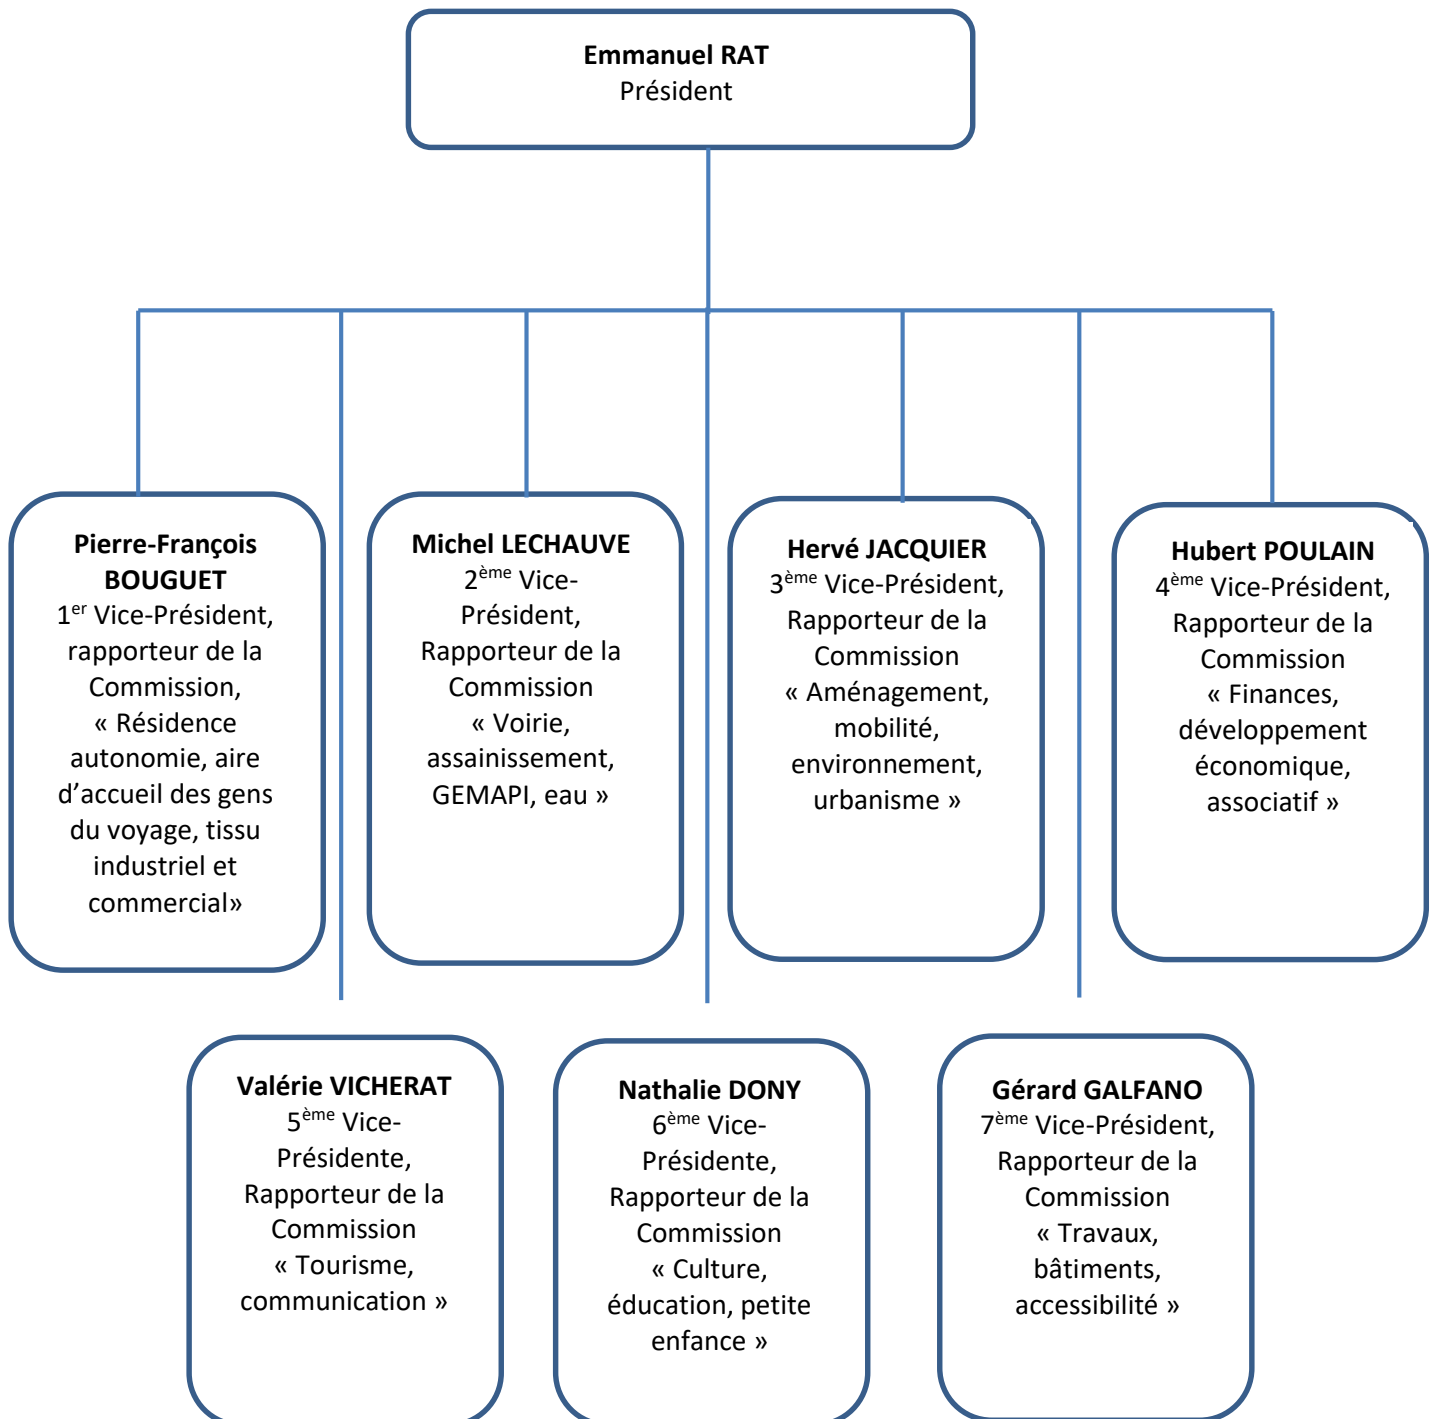 Emmanuel RAT
Président
Pierre-François
BOUGUET
1er Vice-Président,
rapporteur de la
Commission,
« Résidence
autonomie, aire
d’accueil des gens
du voyage, tissu
industriel et
commercial»
Michel LECHAUVE
2ème Vice-
Président,
Rapporteur de la
Commission
« Voirie,
assainissement,
GEMAPI, eau »
Hervé JACQUIER
3ème Vice-Président,
Rapporteur de la
Commission
« Aménagement,
mobilité,
environnement,
urbanisme »
Hubert POULAIN
4ème Vice-Président,
Rapporteur de la
Commission
« Finances,
développement
économique,
associatif »
Valérie VICHERAT
5ème Vice-
Présidente,
Rapporteur de la
Commission
« Tourisme,
communication »
Nathalie DONY
6ème Vice-
Présidente,
Rapporteur de la
Commission
« Culture,
éducation, petite
enfance »
Gérard GALFANO
7ème Vice-Président,
Rapporteur de la
Commission
« Travaux,
bâtiments,
accessibilité »